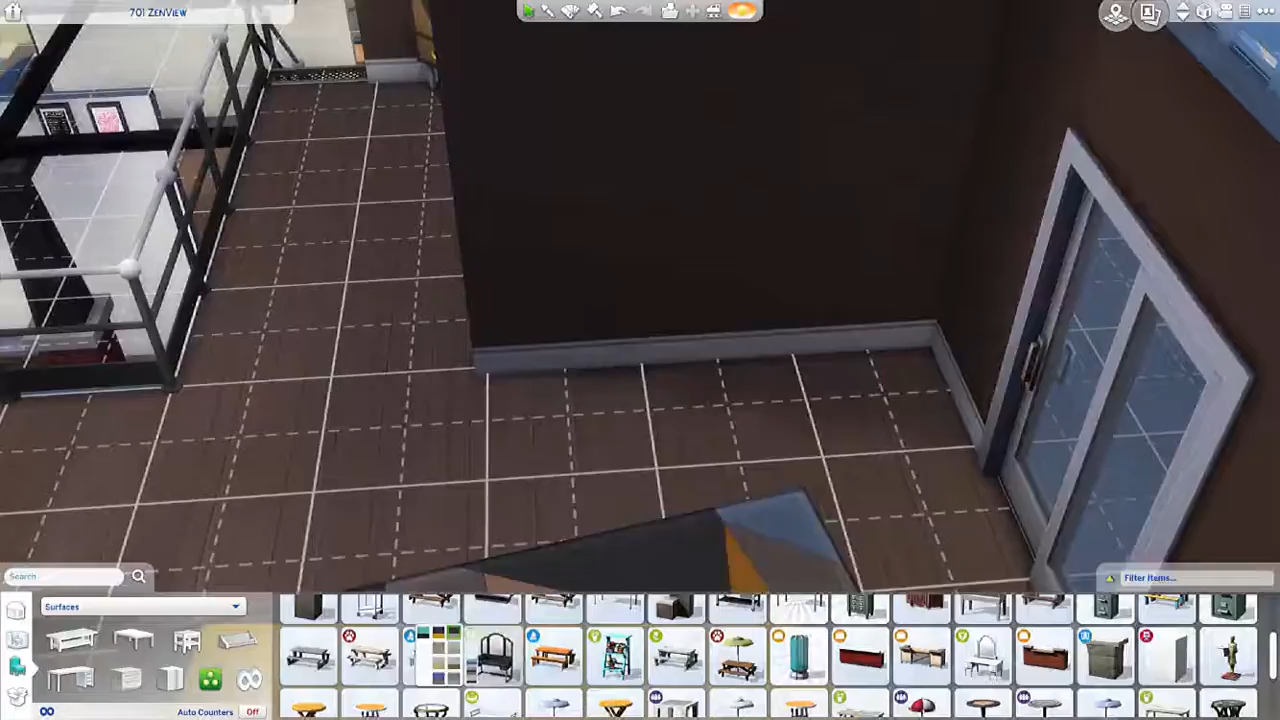 701 ZENVIEW
Search
Filter Items...
Surfaces
Auto Counters Off